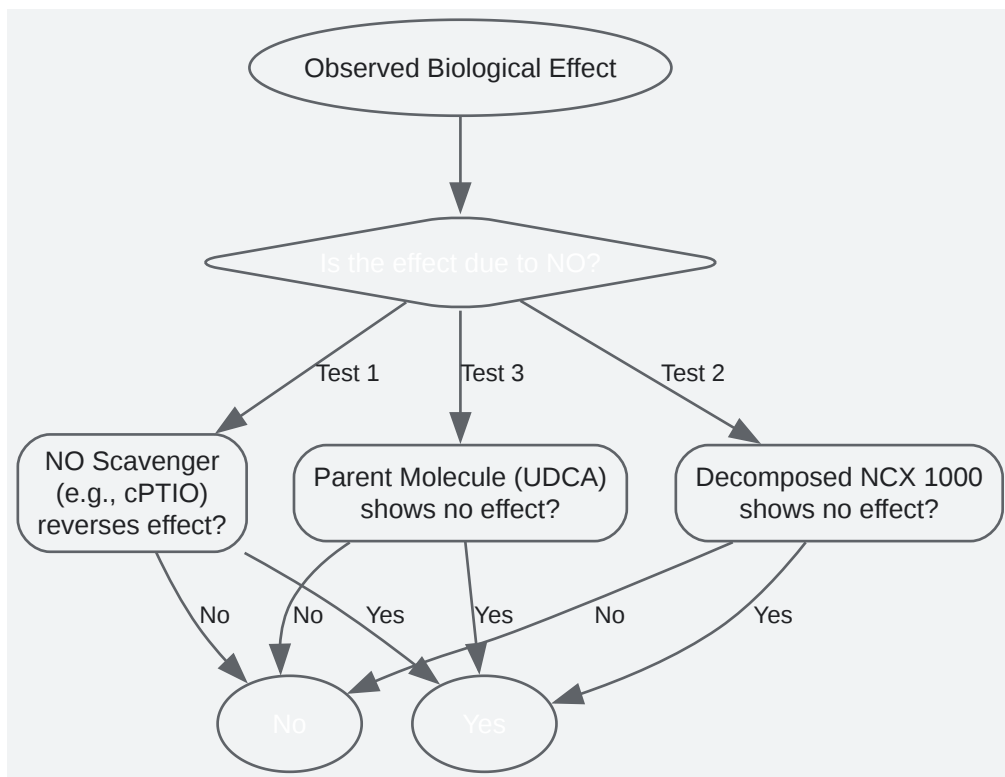 Observed Biological Effect
Is the effect due to NO?
Test 1
Test 3
Test 2
NO Scavenger
(e.g., cPTIO)
reverses effect?
Parent Molecule (UDCA)
shows no effect?
Decomposed NCX 1000
shows no effect?
No
No
Yes
Yes
No
Yes
No
Yes